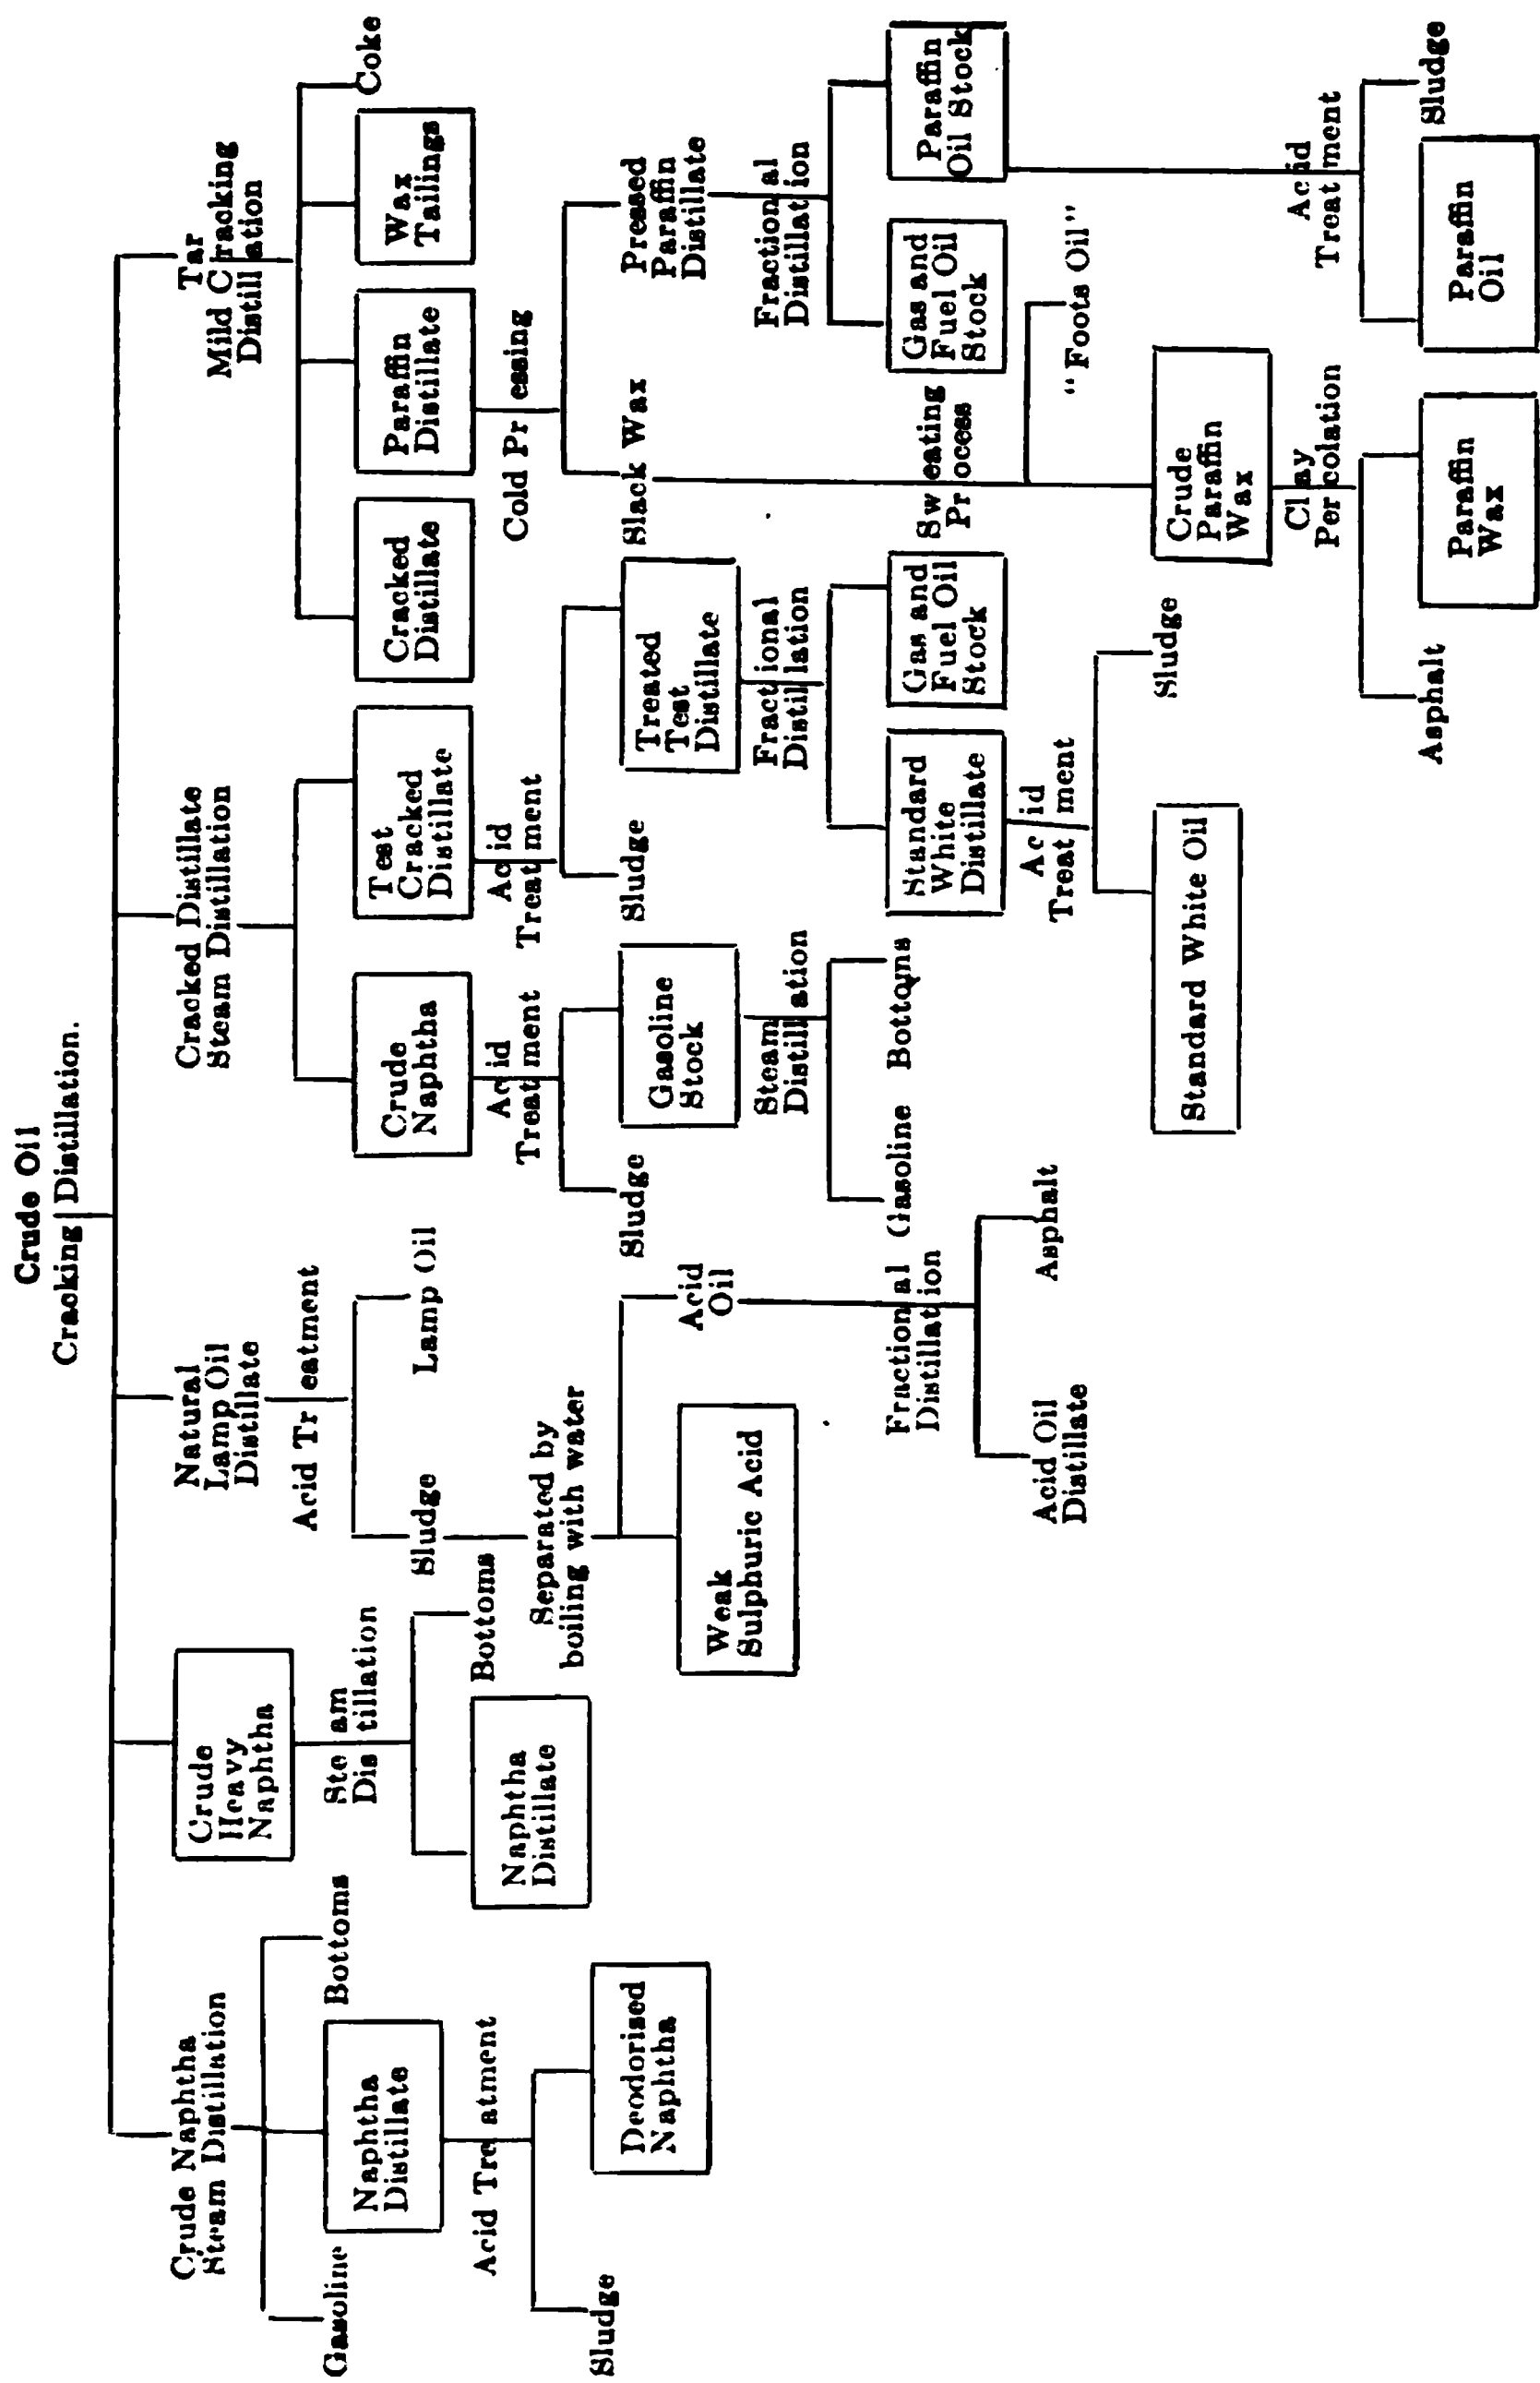 Crude Oil
Cracking Distillation.
Crude Naphtha
Steam Distillation
Gasoline
Naphtha
Distillate
Bottoms
Acid Treatment
Sludge
Deodorised
Naphtha
Crude
Heavy
Naphtha
Steam
Distillation
Naphtha
Distillate
Bottoms
Natural
Lamp Oil
Distillate
Acid Treatment
Sludge
Lamp Oil
Separated by
boiling with water
Weak
Sulphuric Acid
Acid
Oil
Fractional
Distillation
Acid Oil
Distillate
Asphalt
Cracked Distillate
Steam Distillation
Crude
Naphtha
Acid
Treatment
Sludge
Gasoline
Stock
Steam
Distillation
Gasoline
Bottoms
Test
Cracked
Distillate
Acid
Treatment
Sludge
Treated
Test
Distillate
Fractional
Distillation
Standard
White
Distillate
Gas and
Fuel Oil
Stock
Acid
Treatment
Standard White Oil
Sludge
Tar
Mild Cracking
Distillation
Cracked
Distillate
Paraffin
Distillate
Wax
Tailings
Coke
Cold Pressing
Slack Wax
Pressed
Paraffin
Distillate
Sweating
Process
"Foots Oil"
Crude
Paraffin
Wax
Clay
Percolation
Asphalt
Paraffin
Wax
Fractional
Distillation
Gas and
Fuel Oil
Stock
Paraffin
Oil Stock
Acid
Treatment
Paraffin
Oil
Sludge